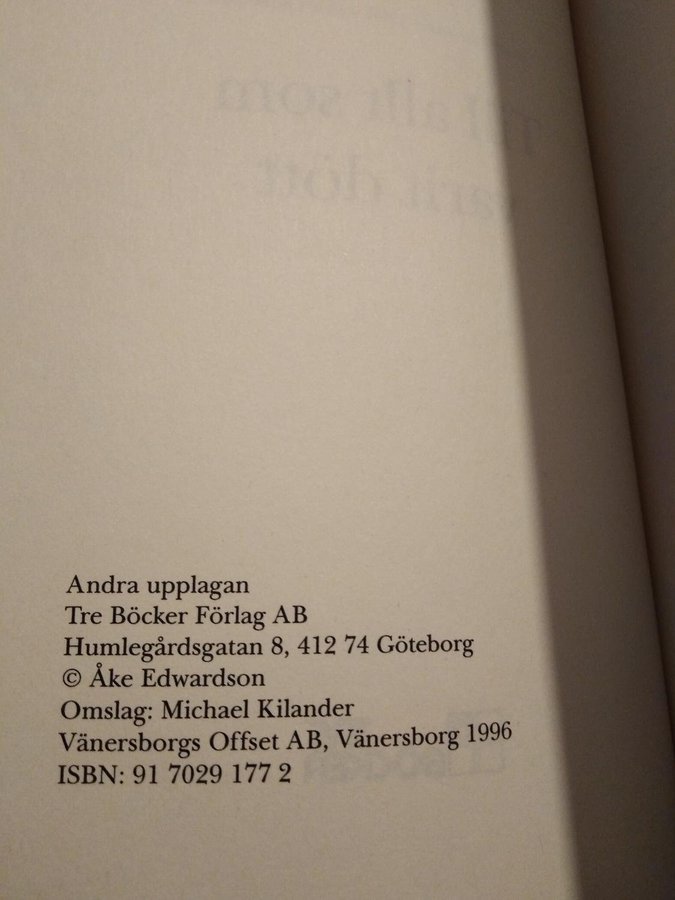 Andra upplagan
Tre Böcker Förlag AB
Humlegårdsgatan 8, 412 74 Göteborg
© Åke Edwardson
Omslag: Michael Kilander
Vänersborgs Offset AB, Vänersborg 1996
ISBN: 91 7029 177 2